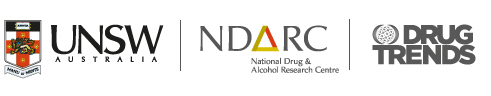 UNSW
AUSTRALIA
NDARC
National Drug &
Alcohol Research Centre
DRUG
TRENDS